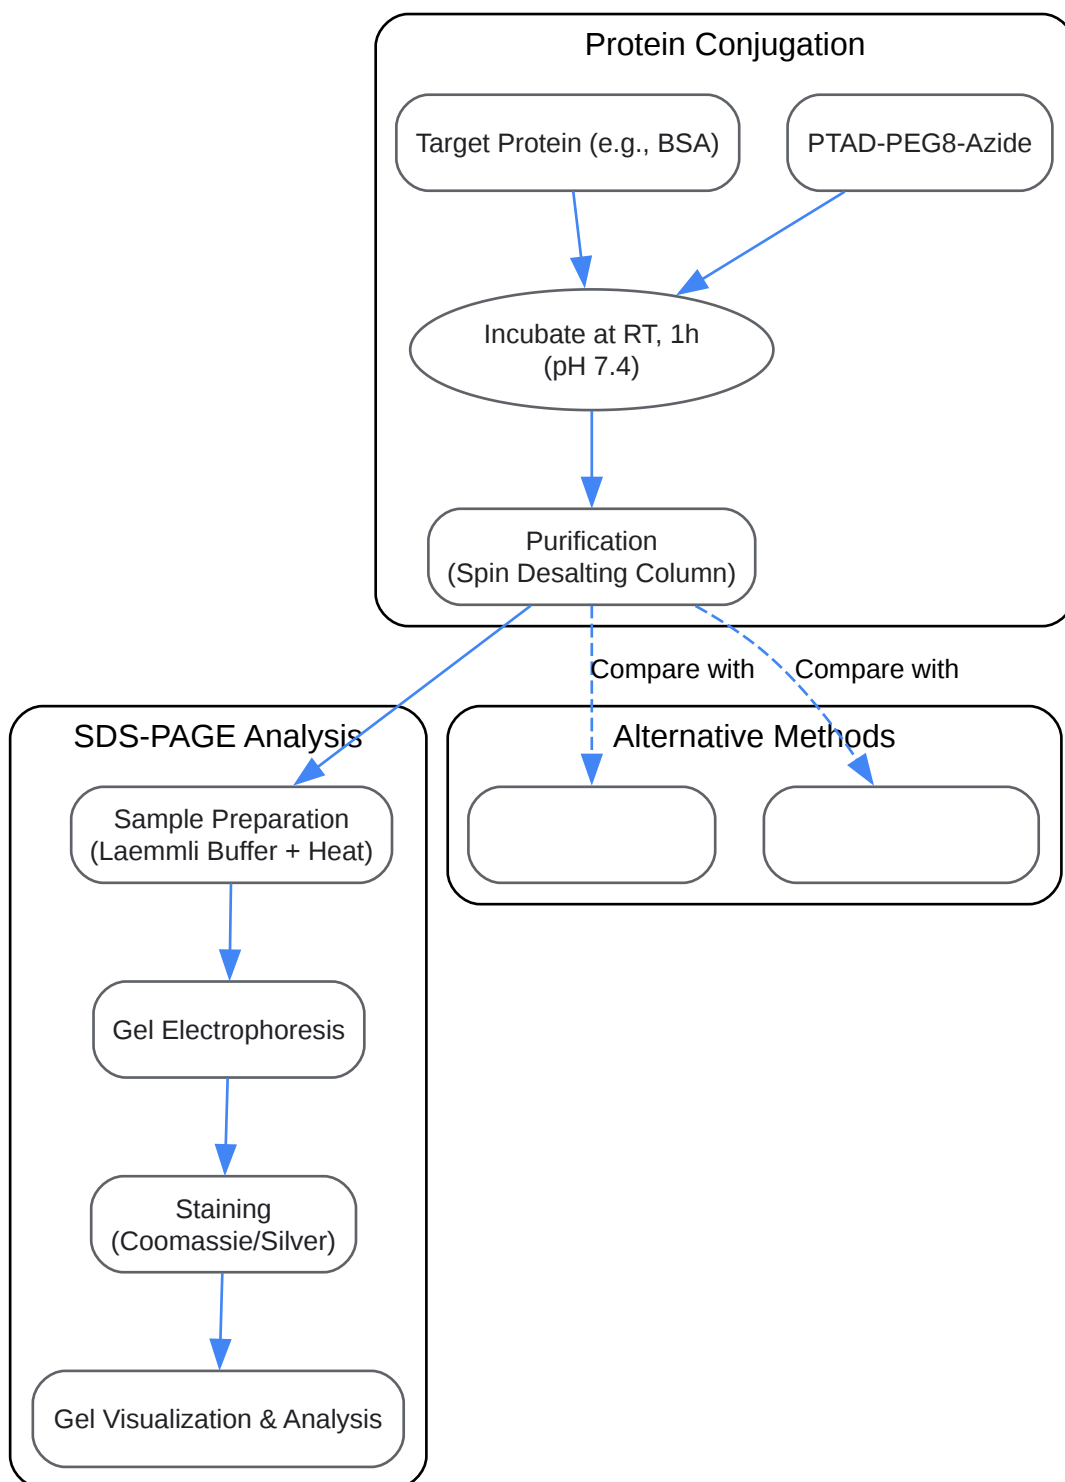 Protein Conjugation
Target Protein (e.g., BSA)
PTAD-PEG8-Azide
Incubate at RT, 1h
(pH 7.4)
Purification
(Spin Desalting Column)
Compare with
Compare with
SDS-PAGE Analysis
Alternative Methods
Sample Preparation
(Laemmli Buffer + Heat)
Gel Electrophoresis
Staining
(Coomassie/Silver)
Gel Visualization & Analysis